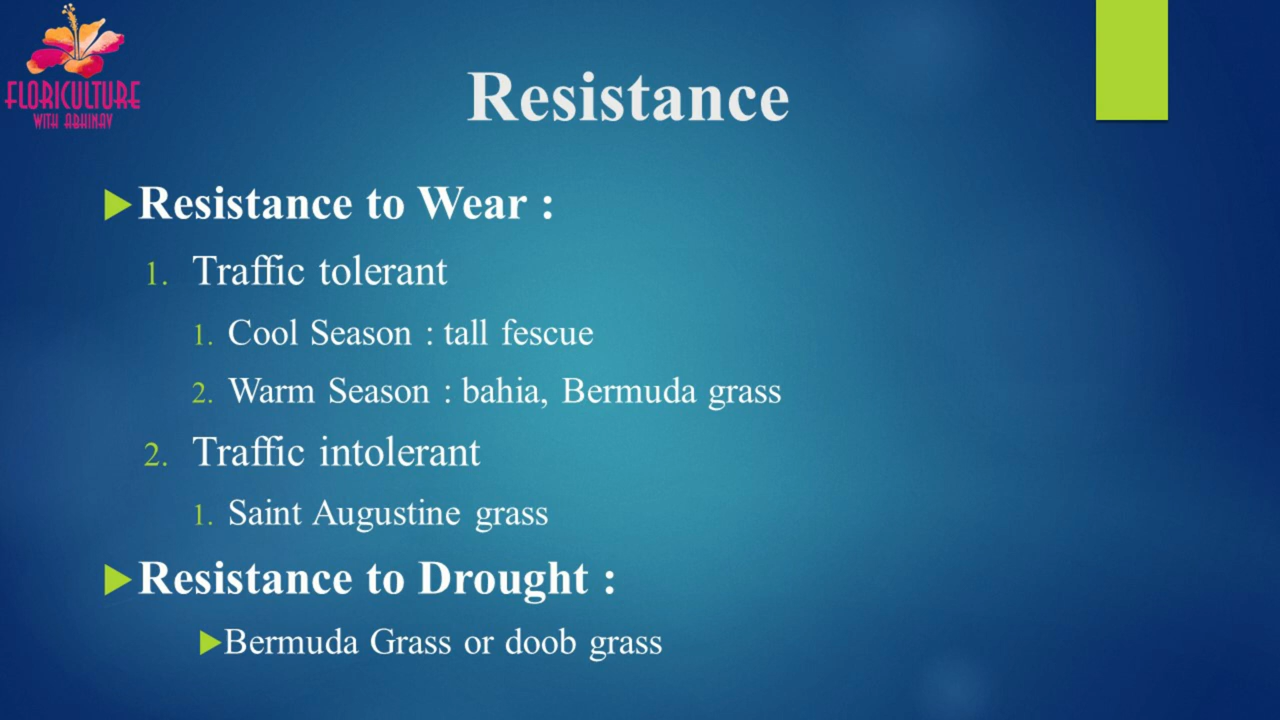 FLORICULTURE
WITH ABHINAV
Resistance
Resistance to Wear :
1. Traffic tolerant
1. Cool Season : tall fescue
2. Warm Season : bahia, Bermuda grass
2. Traffic intolerant
1. Saint Augustine grass
Resistance to Drought :
Bermuda Grass or doob grass